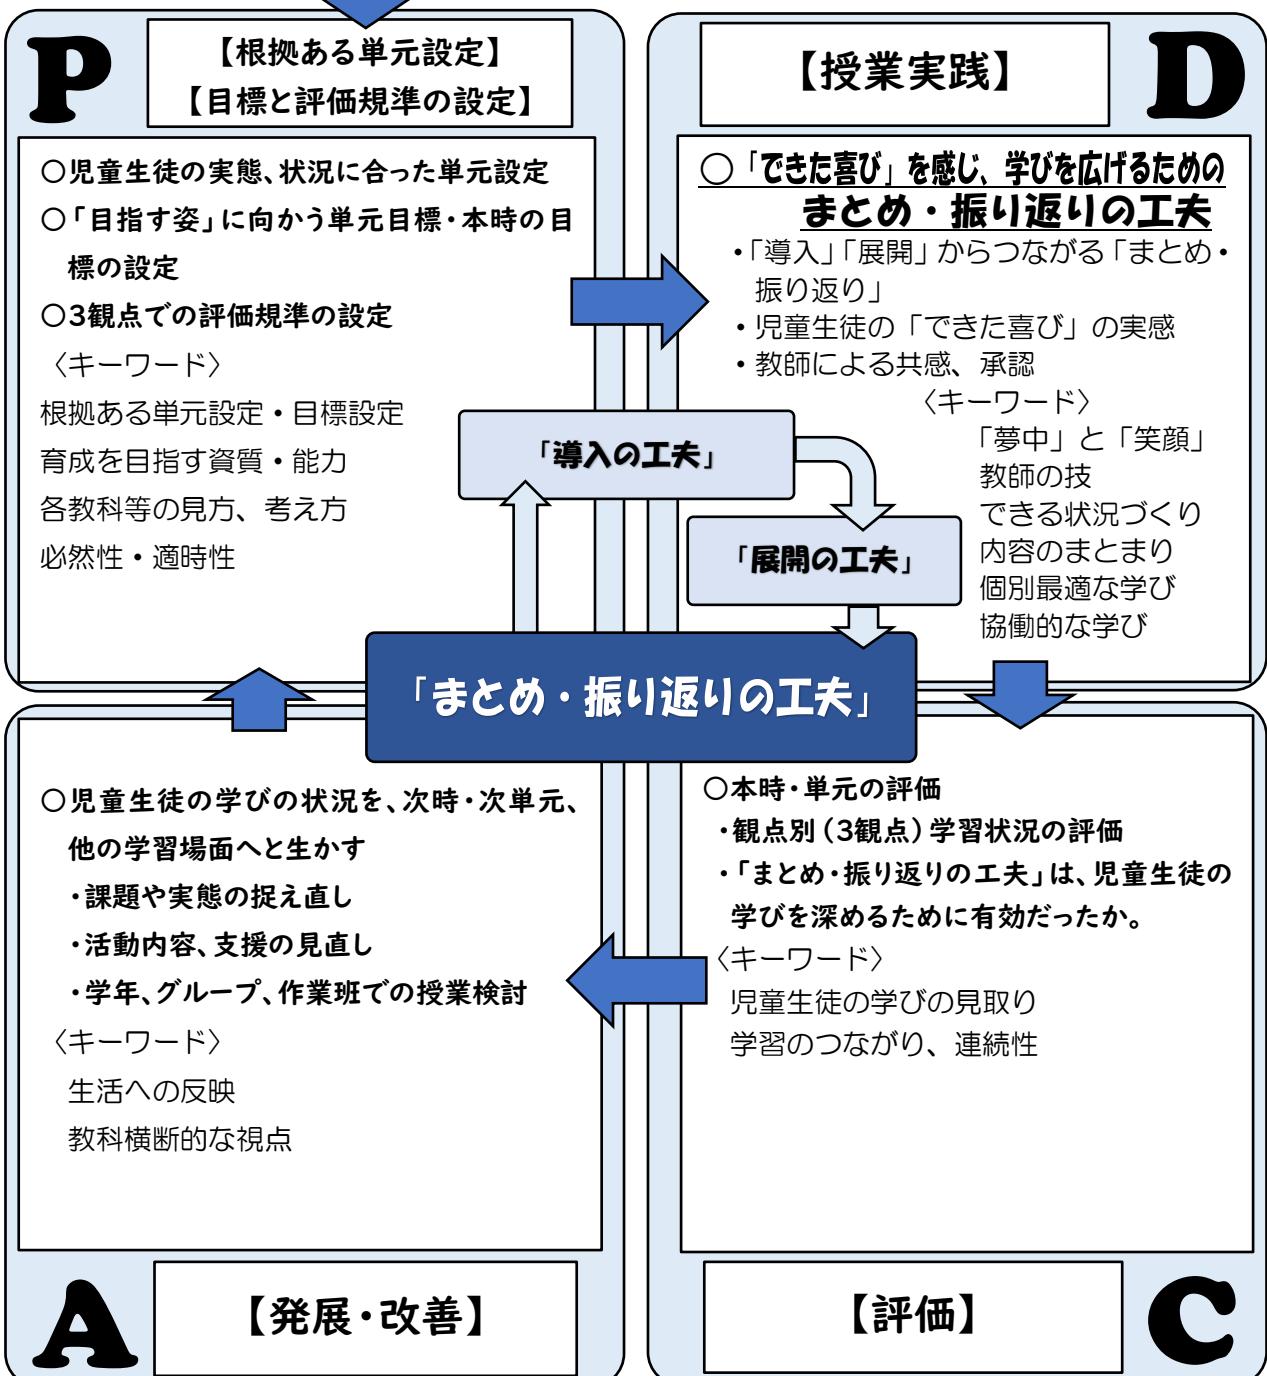 P
【根拠ある単元設定】
【目標と評価規準の設定】
○児童生徒の実態、状況に合った単元設定
○「目指す姿」に向かう単元目標・本時の目
標の設定
○3観点での評価規準の設定
〈キーワード〉
根拠ある単元設定・目標設定
育成を目指す資質・能力
各教科等の見方、考え方
必然性・適時性
【授業実践】
D
○「できた喜び」を感じ、学びを広げるための
まとめ・振り返りの工夫
・「導入」「展開」からつながる「まとめ・
振り返り」
・児童生徒の「できた喜び」の実感
・教師による共感、承認
〈キーワード〉
「夢中」と「笑顔」
教師の技
できる状況づくり
内容のまとまり
個別最適な学び
協働的な学び
「導入の工夫」
「展開の工夫」
「まとめ・振り返りの工夫」
○児童生徒の学びの状況を、次時・次単元、
他の学習場面へと生かす
・課題や実態の捉え直し
・活動内容、支援の見直し
・学年、グループ、作業班での授業検討
〈キーワード〉
生活への反映
教科横断的な視点
A
【発展・改善】
○本時・単元の評価
・観点別（3観点）学習状況の評価
・「まとめ・振り返りの工夫」は、児童生徒の
学びを深めるために有効だったか。
〈キーワード〉
児童生徒の学びの見取り
学習のつながり、連続性
【評価】
C